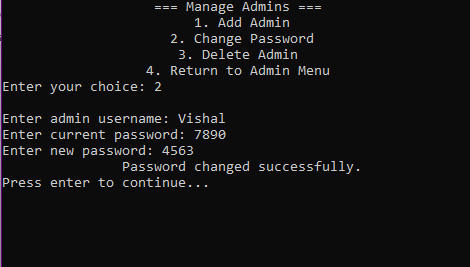 === Manage Admins ===
1. Add Admin
2. Change Password
3. Delete Admin
4. Return to Admin Menu
Enter your choice: 2
Enter admin username: Vishal
Enter current password: 7890
Enter new password: 4563
Password changed successfully.
Press enter to continue...